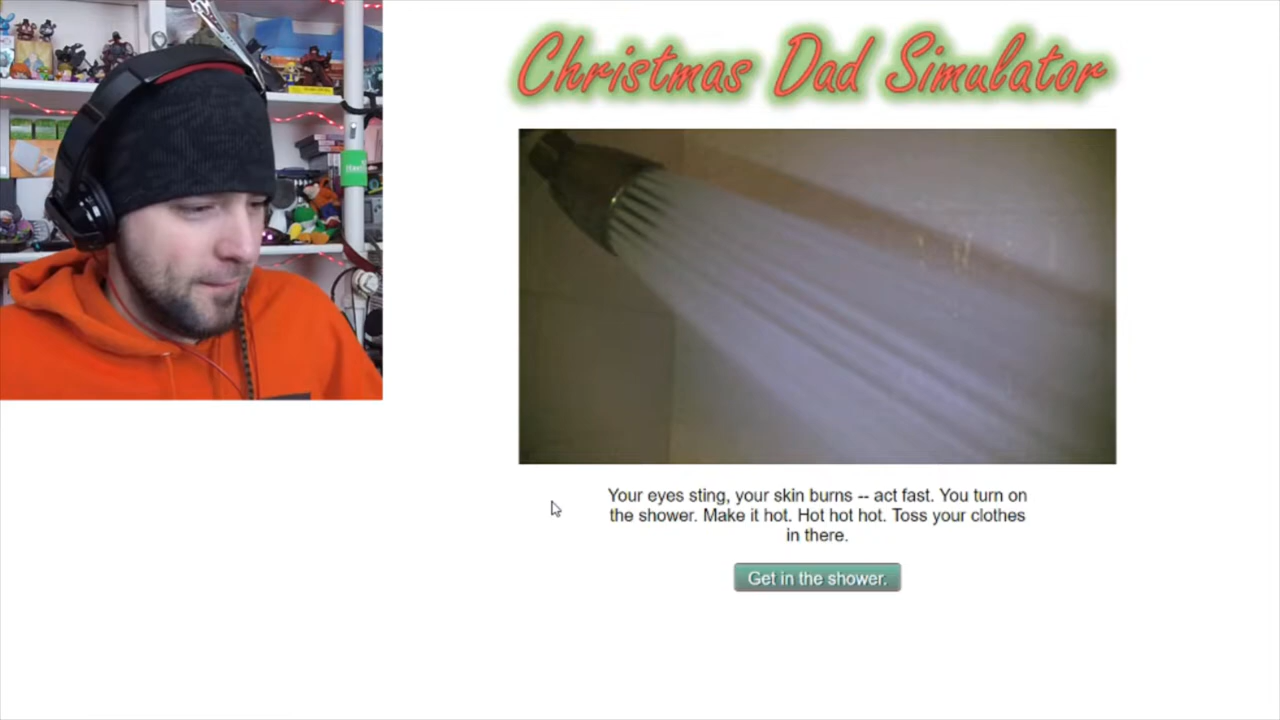 Christmas Dad Simulator
Your eyes sting, your skin burns -- act fast. You turn on
the shower. Make it hot. Hot hot hot. Toss your clothes
in there.
Get in the shower.